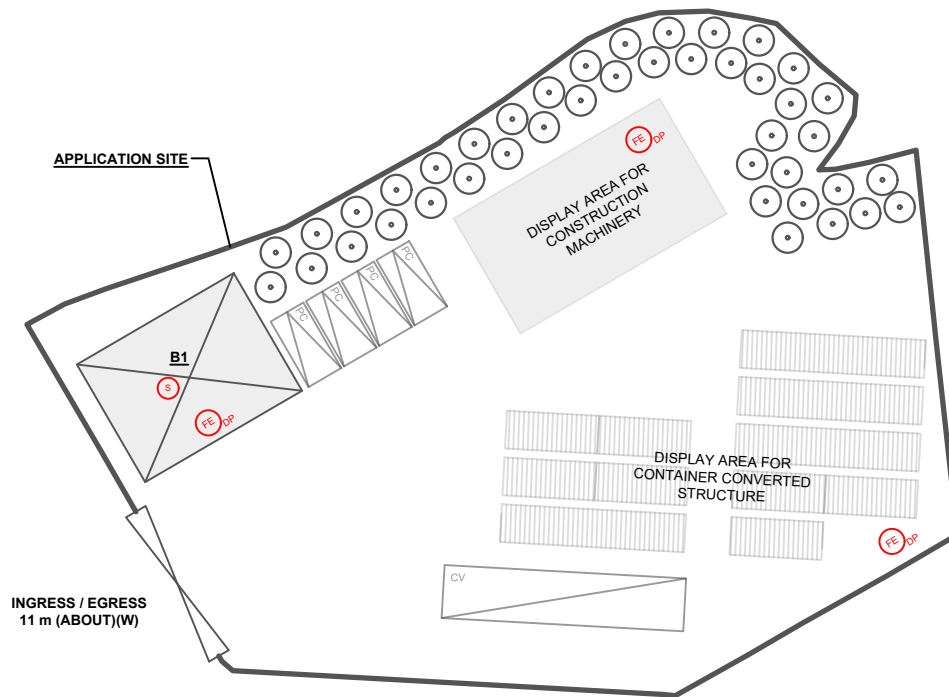 APPLICATION SITE
FE DP
DISPLAY AREA FOR
CONSTRUCTION
MACHINERY
PC
PC
PC
PC
B1
S
FE DP
DISPLAY AREA FOR
CONTAINER CONVERTED
STRUCTURE
FE DP
CV
INGRESS / EGRESS
11 m (ABOUT)(W)